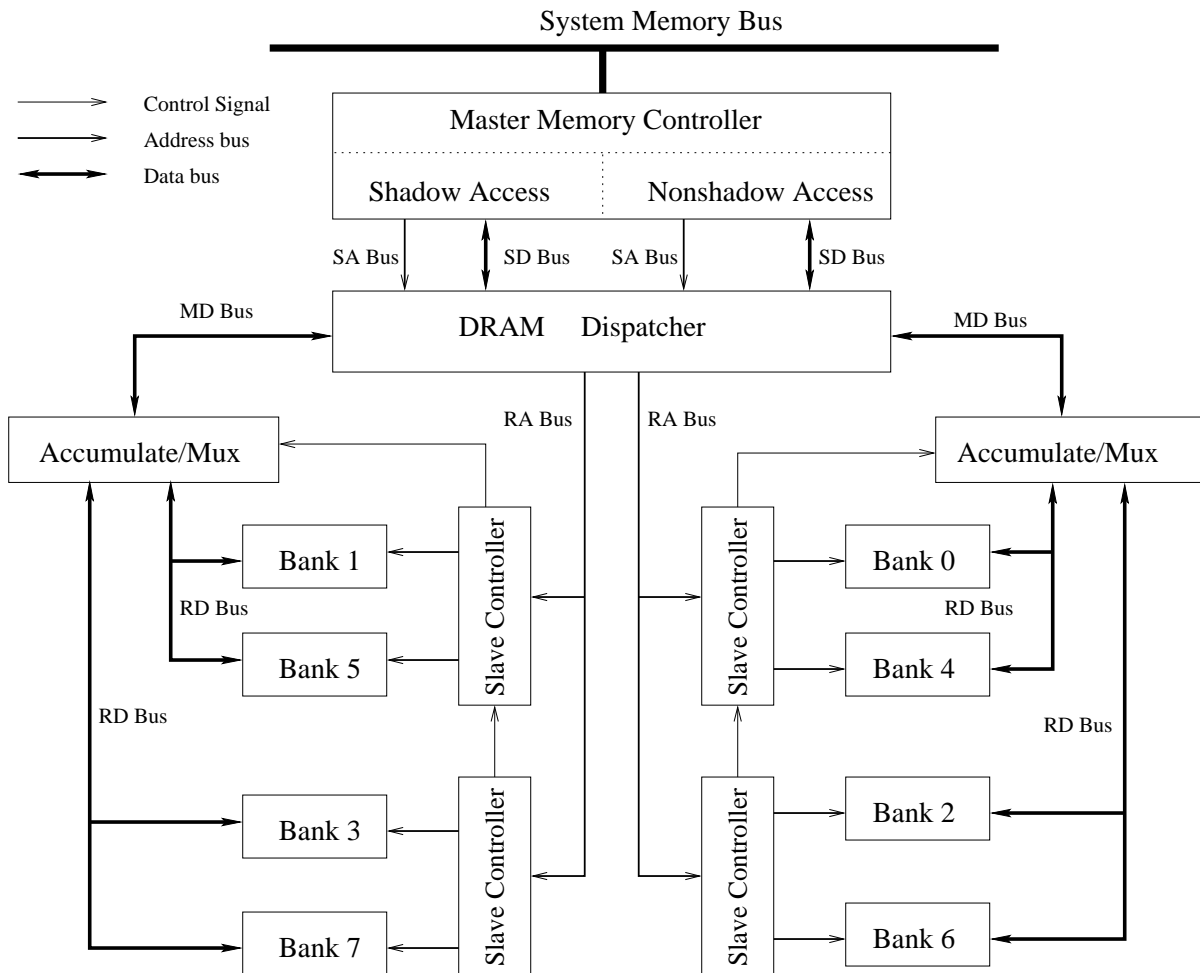 System Memory Bus
Control Signal
Address bus
Data bus
Master Memory Controller
Shadow Access
Nonshadow Access
SA Bus
SD Bus
SA Bus
SD Bus
MD Bus
DRAM Dispatcher
MD Bus
RA Bus
RA Bus
Accumulate/Mux
Accumulate/Mux
Slave Controller
Slave Controller
Bank 1
Bank 0
RD Bus
RD Bus
Bank 5
Bank 4
RD Bus
RD Bus
Slave Controller
Slave Controller
Bank 3
Bank 2
Bank 7
Bank 6